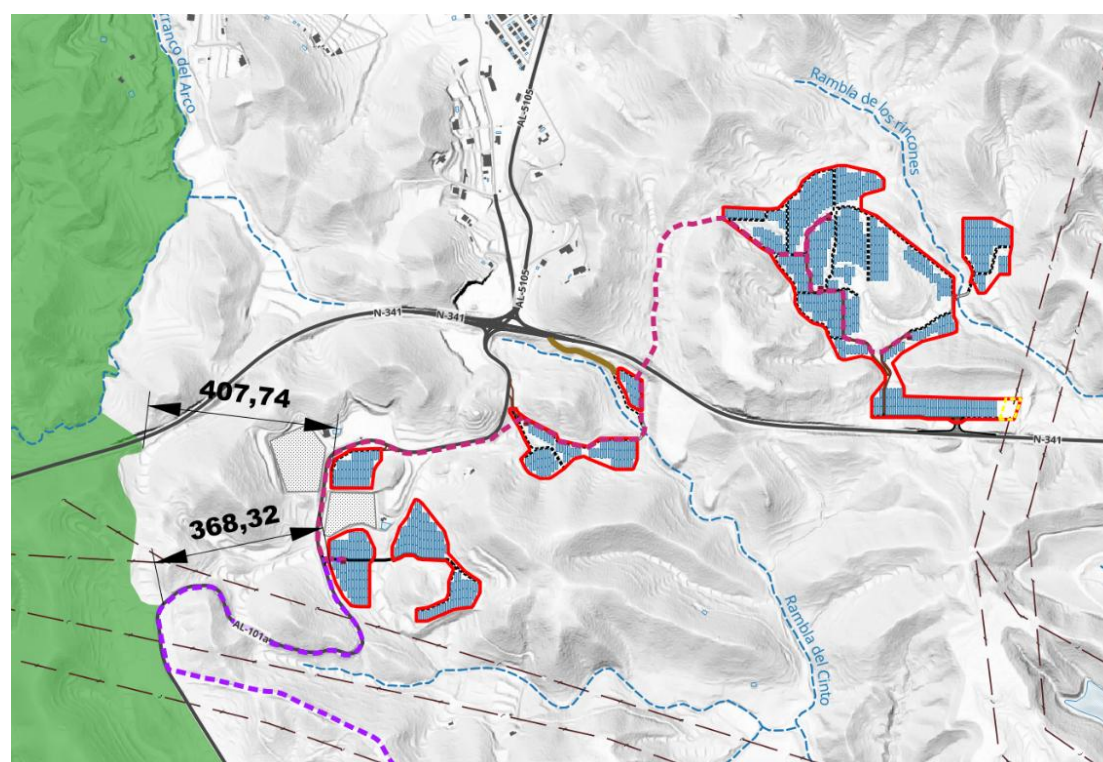 rranco del Arco
AL-5105
Rambla de los rincones
AL-5105
N-341
N-341
407,74
N-341
368,32
AL-101a
Rambla del Cinto